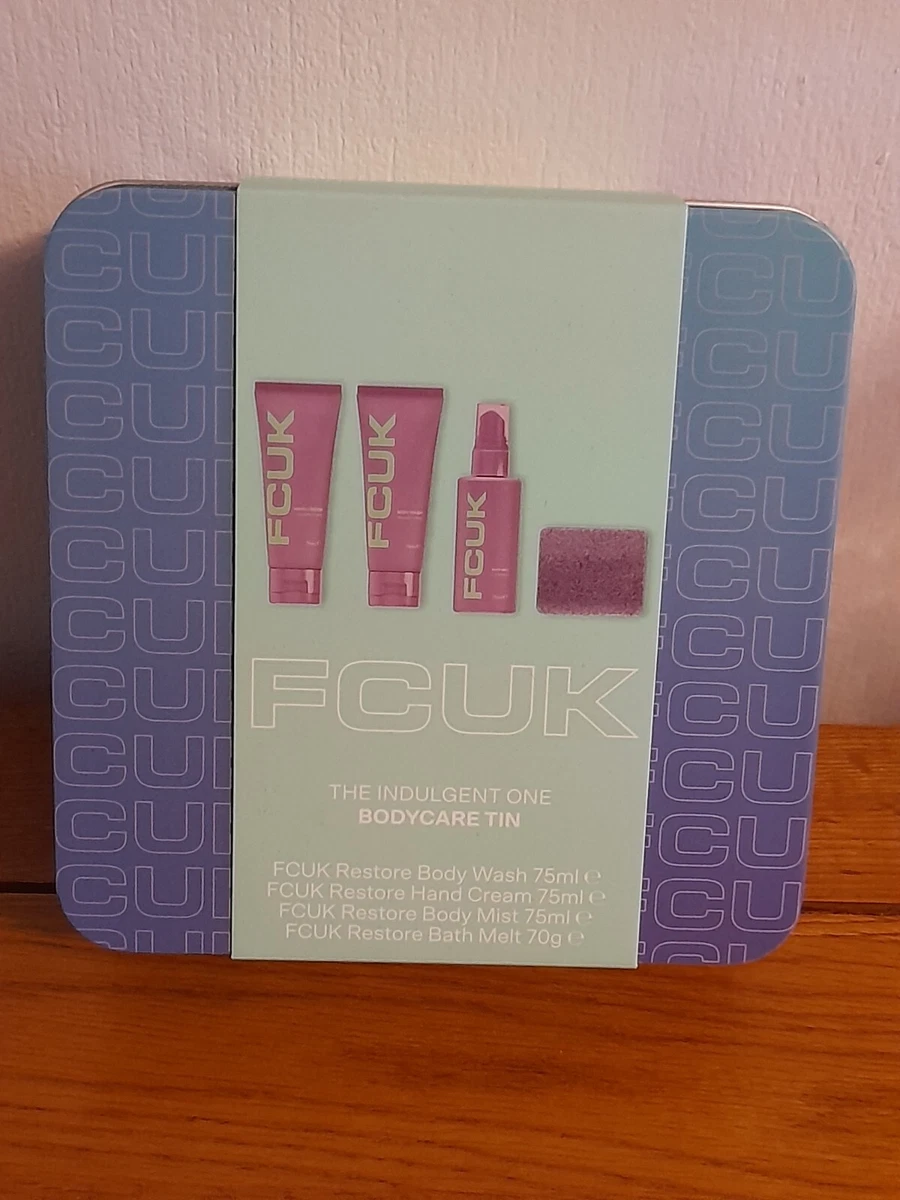 FCUK
FCUK
FCUK
FCUK
THE INDULGENT ONE
BODYCARE TIN
FCUK Restore Body Wash 75ml ℮
FCUK Restore Hand Cream 75ml ℮
FCUK Restore Body Mist 75ml ℮
FCUK Restore Bath Melt 70g ℮